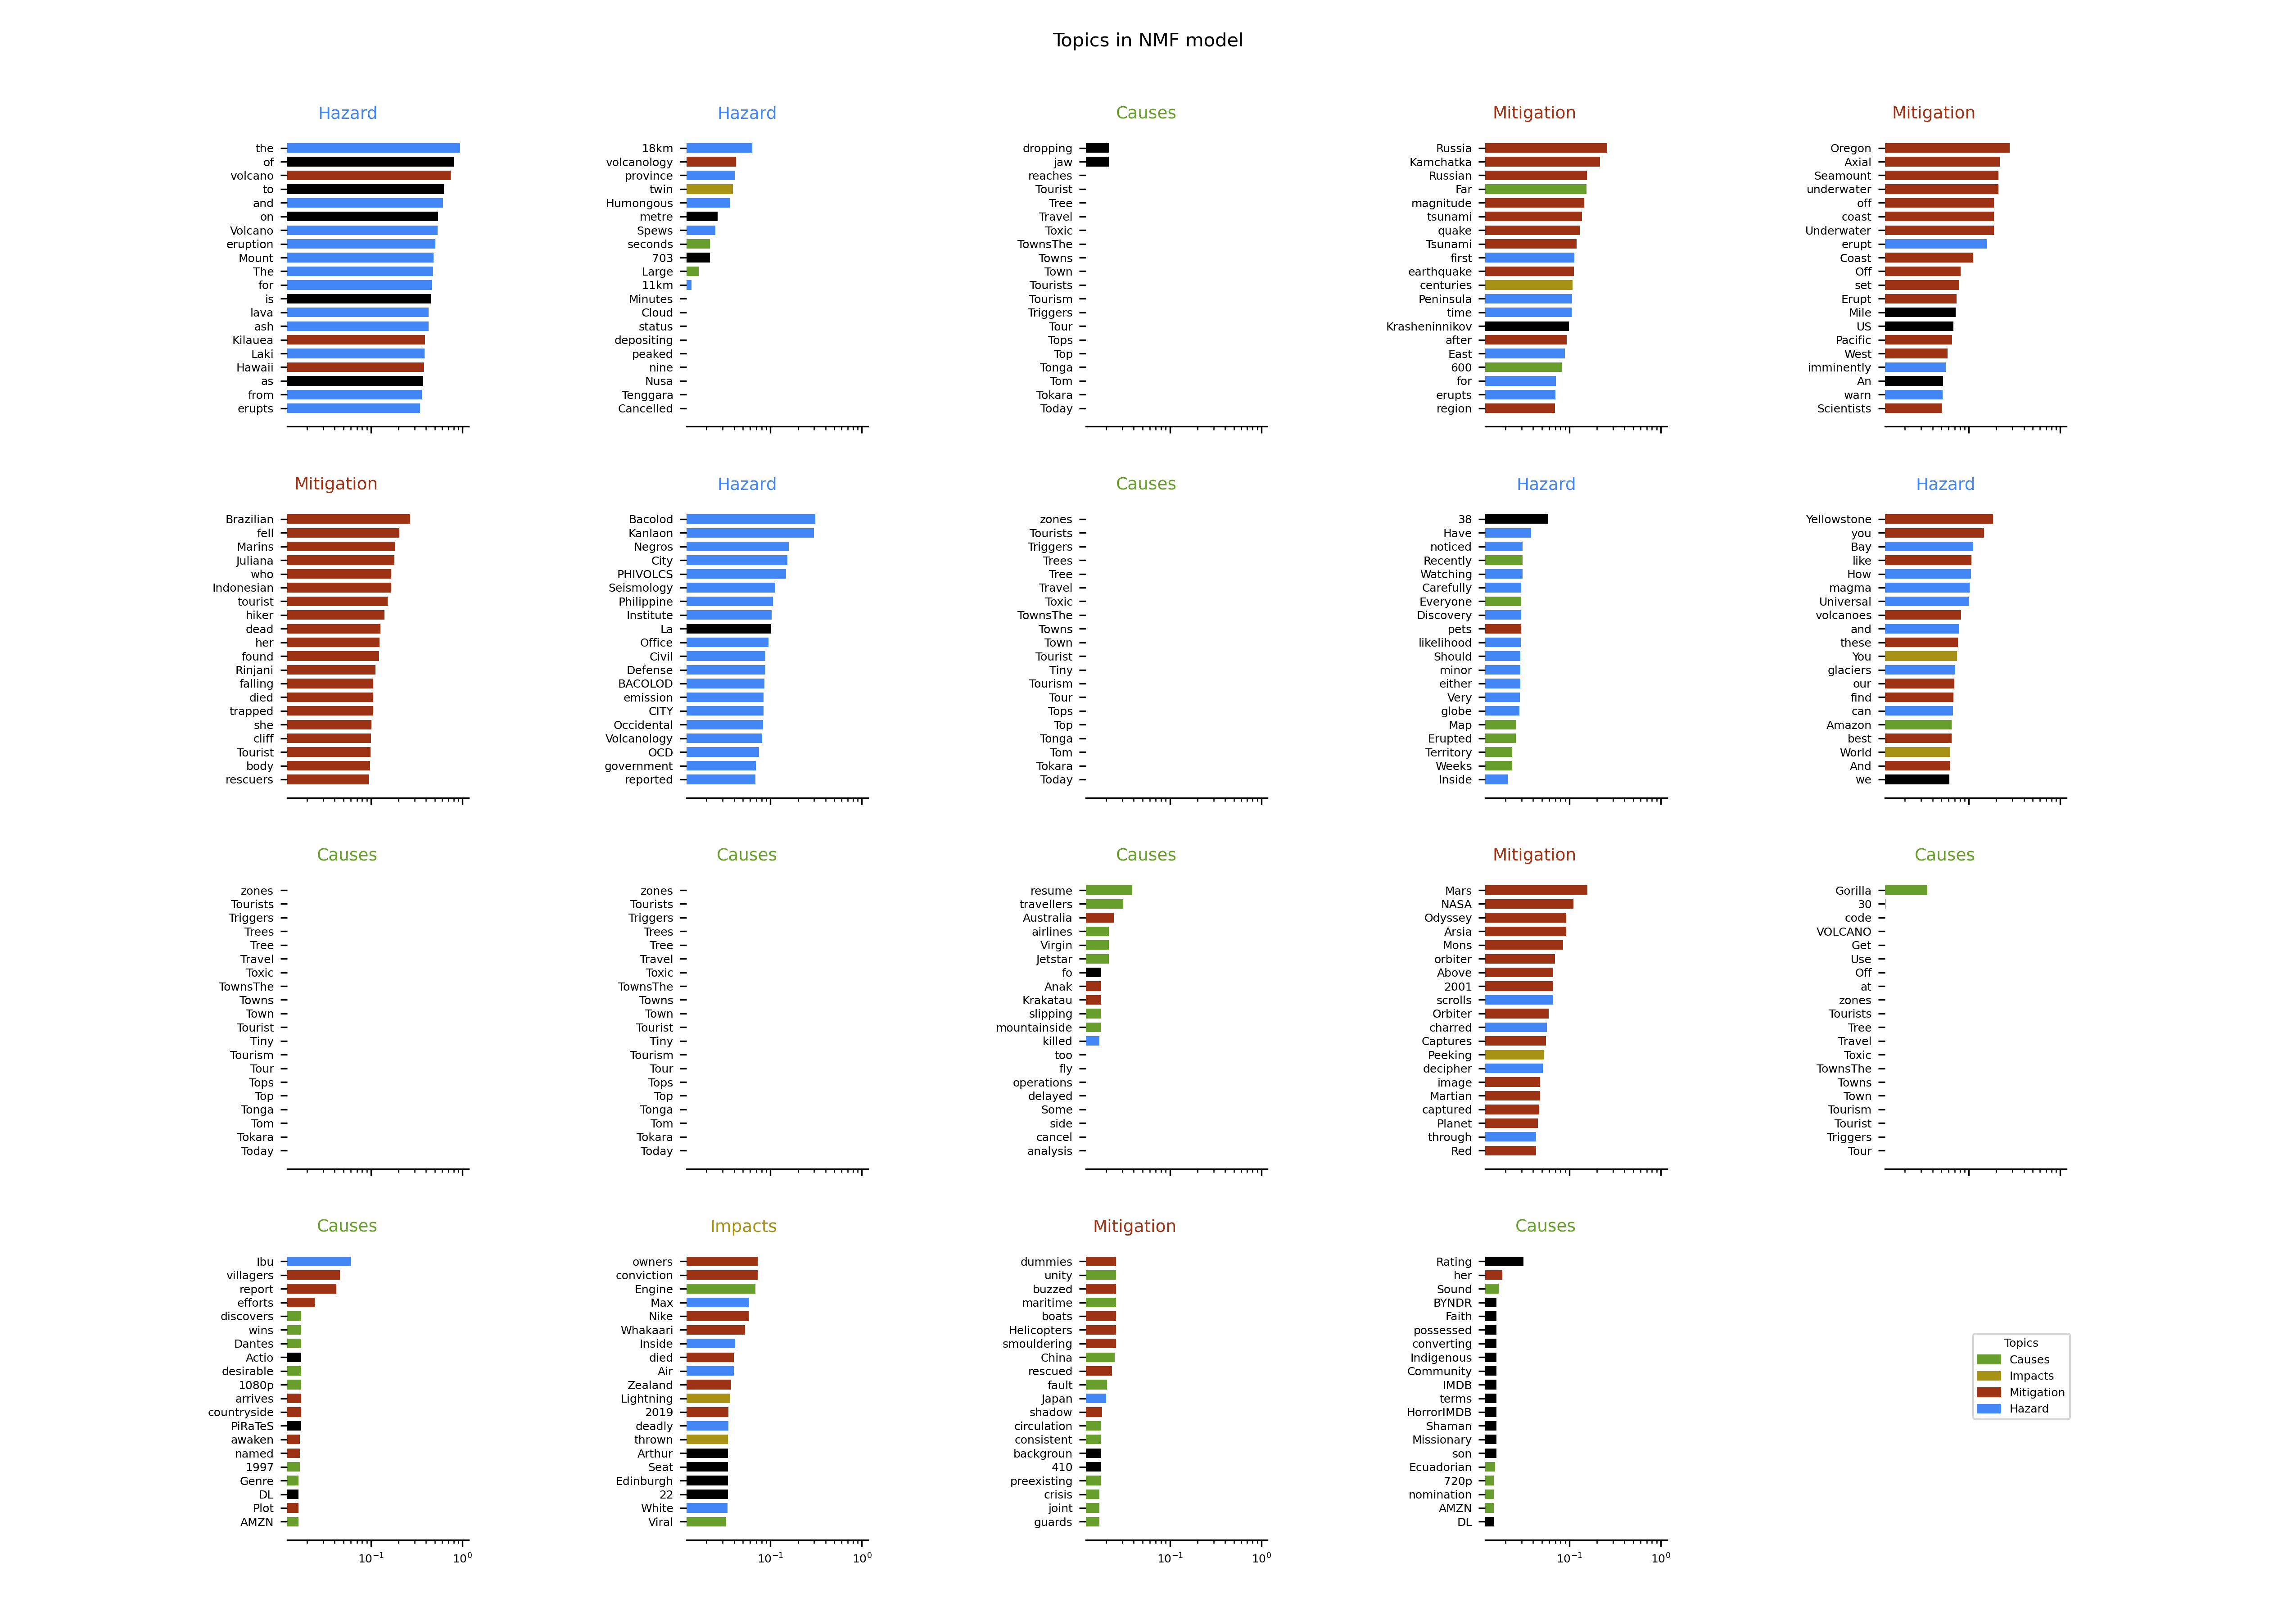 Topics in NMF model
Hazard
the
of
volcano
to
and
on
Volcano
eruption
Mount
The
for
is
lava
ash
Kilauea
Laki
Hawaii
as
from
erupts
Hazard
18km
volcanology
province
twin
Humongous
metre
Spews
seconds
703
Large
11km
Minutes
Cloud
status
depositing
peaked
nine
Nusa
Tenggara
Cancelled
Causes
dropping
jaw
reaches
Tourist
Tree
Travel
Toxic
TownsThe
Towns
Town
Tourists
Tourism
Triggers
Tour
Tops
Top
Tonga
Tom
Tokara
Today
Mitigation
Russia
Kamchatka
Russian
Far
magnitude
tsunami
quake
Tsunami
first
earthquake
centuries
Peninsula
time
Krasheninnikov
after
East
600
for
erupts
region
Mitigation
Oregon
Axial
Seamount
underwater
off
coast
Underwater
erupt
Coast
Off
set
Erupt
Mile
US
Pacific
West
imminently
An
warn
Scientists
Mitigation
Brazilian
fell
Marins
Juliana
who
Indonesian
tourist
hiker
dead
her
found
Rinjani
falling
died
trapped
she
cliff
Tourist
body
rescuers
Hazard
Bacolod
Kanlaon
Negros
City
PHIVOLCS
Seismology
Philippine
Institute
La
Office
Civil
Defense
BACOLOD
emission
CITY
Occidental
Volcanology
OCD
government
reported
Causes
zones
Tourists
Triggers
Trees
Tree
Travel
Toxic
TownsThe
Towns
Town
Tourist
Tiny
Tourism
Tour
Tops
Top
Tonga
Tom
Tokara
Today
Hazard
38
Have
noticed
Recently
Watching
Carefully
Everyone
Discovery
pets
likelihood
Should
minor
either
Very
globe
Map
Erupted
Territory
Weeks
Inside
Hazard
Yellowstone
you
Bay
like
How
magma
Universal
volcanoes
and
these
You
glaciers
our
find
can
Amazon
best
World
And
we
Causes
zones
Tourists
Triggers
Trees
Tree
Travel
Toxic
TownsThe
Towns
Town
Tourist
Tiny
Tourism
Tour
Tops
Top
Tonga
Tom
Tokara
Today
Causes
zones
Tourists
Triggers
Trees
Tree
Travel
Toxic
TownsThe
Towns
Town
Tourist
Tiny
Tourism
Tour
Tops
Top
Tonga
Tom
Tokara
Today
Causes
resume
travellers
Australia
airlines
Virgin
Jetstar
fo
Anak
Krakatau
slipping
mountainside
killed
too
fly
operations
delayed
Some
side
cancel
analysis
Mitigation
Mars
NASA
Odyssey
Arsia
Mons
orbiter
Above
2001
scrolls
Orbiter
charred
Captures
Peeking
decipher
image
Martian
captured
Planet
through
Red
Causes
Gorilla
30
code
VOLCANO
Get
Use
Off
at
zones
Tourists
Tree
Travel
Toxic
TownsThe
Towns
Town
Tourism
Tourist
Triggers
Tour
Causes
Ibu
villagers
report
efforts
discovers
wins
Dantes
Actio
desirable
1080p
arrives
countryside
PiRaTeS
awaken
named
1997
Genre
DL
Plot
AMZN
10⁻¹ 10⁰
Impacts
owners
conviction
Engine
Max
Nike
Whakaari
Inside
died
Air
Zealand
Lightning
2019
deadly
thrown
Arthur
Seat
Edinburgh
22
White
Viral
10⁻¹ 10⁰
Mitigation
dummies
unity
buzzed
maritime
boats
Helicopters
smouldering
China
rescued
fault
Japan
shadow
circulation
consistent
backgroun
410
preexisting
crisis
joint
guards
10⁻¹ 10⁰
Causes
Rating
her
Sound
BYNDR
Faith
possessed
converting
Indigenous
Community
IMDB
terms
HorrorIMDB
Shaman
Missionary
son
Ecuadorian
720p
nomination
AMZN
DL
10⁻¹ 10⁰
Topics
Causes
Impacts
Mitigation
Hazard